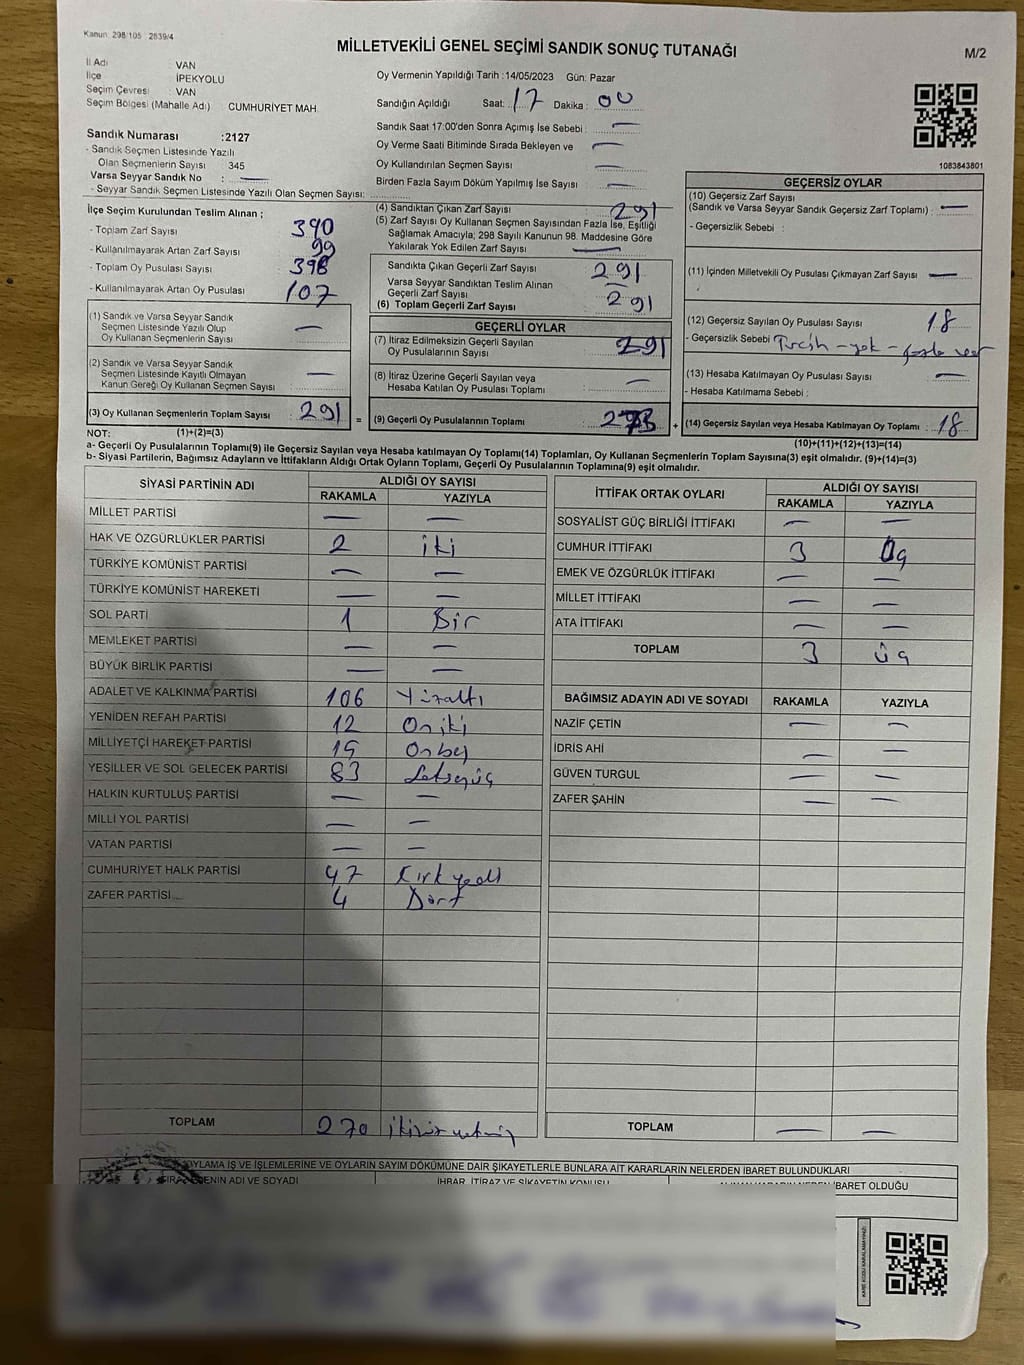 Kanun: 298/105 2839/4
MİLLETVEKİLİ GENEL SEÇİMİ SANDIK SONUÇ TUTANAĞI
M/2
İl Adı : VAN
İlçe İPEKYOLU
Seçim Çevresi : VAN
Seçim Bölgesi (Mahalle Adı) CUMHURİYET MAH.
Sandık Numarası :2127
- Sandık Seçmen Listesinde Yazılı
Olan Seçmenlerin Sayısı 345
Varsa Seyyar Sandık No : —
- Seyyar Sandık Seçmen Listesinde Yazılı Olan Seçmen Sayısı:
Oy Vermenin Yapıldığı Tarih :14/05/2023 Gün: Pazar
Sandığın Açıldığı Saat: 17 Dakika : 00
Sandık Saat 17:00'den Sonra Açımış İse Sebebi : —
Oy Verme Saati Bitiminde Sırada Bekleyen ve —
Oy Kullandırılan Seçmen Sayısı : —
Birden Fazla Sayım Döküm Yapılmış İse Sayısı : —
1083843801
İlçe Seçim Kurulundan Teslim Alınan ;
- Toplam Zarf Sayısı 390
- Kullanılmayarak Artan Zarf Sayısı 99
- Toplam Oy Pusulası Sayısı 398
- Kullanılmayarak Artan Oy Pusulası 107
(1) Sandık ve Varsa Seyyar Sandık
Seçmen Listesinde Yazılı Olup
Oy Kullanan Seçmenlerin Sayısı : —
(2) Sandık ve Varsa Seyyar Sandık
Seçmen Listesinde Kayıtlı Olmayan
Kanun Gereği Oy Kullanan Seçmen Sayısı : —
(3) Oy Kullanan Seçmenlerin Toplam Sayısı : 291 =
(1)+(2)=(3)
(4) Sandıktan Çıkan Zarf Sayısı : 291
(5) Zarf Sayısı Oy Kullanan Seçmen Sayısından Fazla İse, Eşitliği
Sağlamak Amacıyla; 298 Sayılı Kanunun 98. Maddesine Göre
Yakılarak Yok Edilen Zarf Sayısı : —
Sandıkta Çıkan Geçerli Zarf Sayısı : 291
Varsa Seyyar Sandıktan Teslim Alınan
Geçerli Zarf Sayısı : —
(6) Toplam Geçerli Zarf Sayısı : 291
GEÇERLİ OYLAR
(7) İtiraz Edilmeksizin Geçerli Sayılan
Oy Pusulalarının Sayısı : 291
(8) İtiraz Üzerine Geçerli Sayılan veya
Hesaba Katılan Oy Pusulası Toplamı : —
(9) Geçerli Oy Pusulalarının Toplamı : 273 +
GEÇERSİZ OYLAR
(10) Geçersiz Zarf Sayısı
(Sandık ve Varsa Seyyar Sandık Geçersiz Zarf Toplamı) : —
- Geçersizlik Sebebi :
(11) İçinden Milletvekili Oy Pusulası Çıkmayan Zarf Sayısı : —
(12) Geçersiz Sayılan Oy Pusulası Sayısı : 18
- Geçersizlik Sebebi : Tercih - yok - fazla
(13) Hesaba Katılmayan Oy Pusulası Sayısı : —
- Hesaba Katılmama Sebebi :
(14) Geçersiz Sayılan veya Hesaba Katılmayan Oy Toplamı : 18
(10)+(11)+(12)+(13)=(14)
NOT:
a- Geçerli Oy Pusulalarının Toplamı(9) ile Geçersiz Sayılan veya Hesaba katılmayan Oy Toplamı(14) Toplamları, Oy Kullanan Seçmenlerin Toplam Sayısına(3) eşit olmalıdır. (9)+(14)=(3)
b- Siyasi Partilerin, Bağımsız Adayların ve İttifakların Aldığı Ortak Oyların Toplamı, Geçerli Oy Pusulalarının Toplamına(9) eşit olmalıdır.
SİYASİ PARTİNİN ADI ALDIĞI OY SAYISI
RAKAMLA YAZIYLA
MİLLET PARTİSİ — —
HAK VE ÖZGÜRLÜKLER PARTİSİ 2 iki
TÜRKİYE KOMÜNİST PARTİSİ — —
TÜRKİYE KOMÜNİST HAREKETİ — —
SOL PARTİ 1 Bir
MEMLEKET PARTİSİ — —
BÜYÜK BİRLİK PARTİSİ — —
ADALET VE KALKINMA PARTİSİ 106 Yüzaltı
YENİDEN REFAH PARTİSİ 12 Oniki
MİLLİYETÇİ HAREKET PARTİSİ 15 Onbeş
YEŞİLLER VE SOL GELECEK PARTİSİ 83 Seksenüç
HALKIN KURTULUŞ PARTİSİ — —
MİLLİ YOL PARTİSİ — —
VATAN PARTİSİ — —
CUMHURİYET HALK PARTİSİ 47 Kırkyedi
ZAFER PARTİSİ 4 Dört
TOPLAM 270 ikiyüzyetmiş
İTTİFAK ORTAK OYLARI ALDIĞI OY SAYISI
RAKAMLA YAZIYLA
SOSYALİST GÜÇ BİRLİĞİ İTTİFAKI — —
CUMHUR İTTİFAKI 3 Üç
EMEK VE ÖZGÜRLÜK İTTİFAKI — —
MİLLET İTTİFAKI — —
ATA İTTİFAKI — —
TOPLAM 3 üç
BAĞIMSIZ ADAYIN ADI VE SOYADI RAKAMLA YAZIYLA
NAZİF ÇETİN — —
İDRİS AHİ — —
GÜVEN TURGUL — —
ZAFER ŞAHİN — —
TOPLAM — —
OYLAMA İŞ VE İŞLEMLERİNE VE OYLARIN SAYIM DÖKÜMÜNE DAİR ŞİKAYETLERLE BUNLARA AİT KARARLARIN NELERDEN İBARET BULUNDUKLARI
ADI VE SOYADI İHBAR, İTİRAZ VE ŞİKAYETİN KONUSU İBARET OLDUĞU